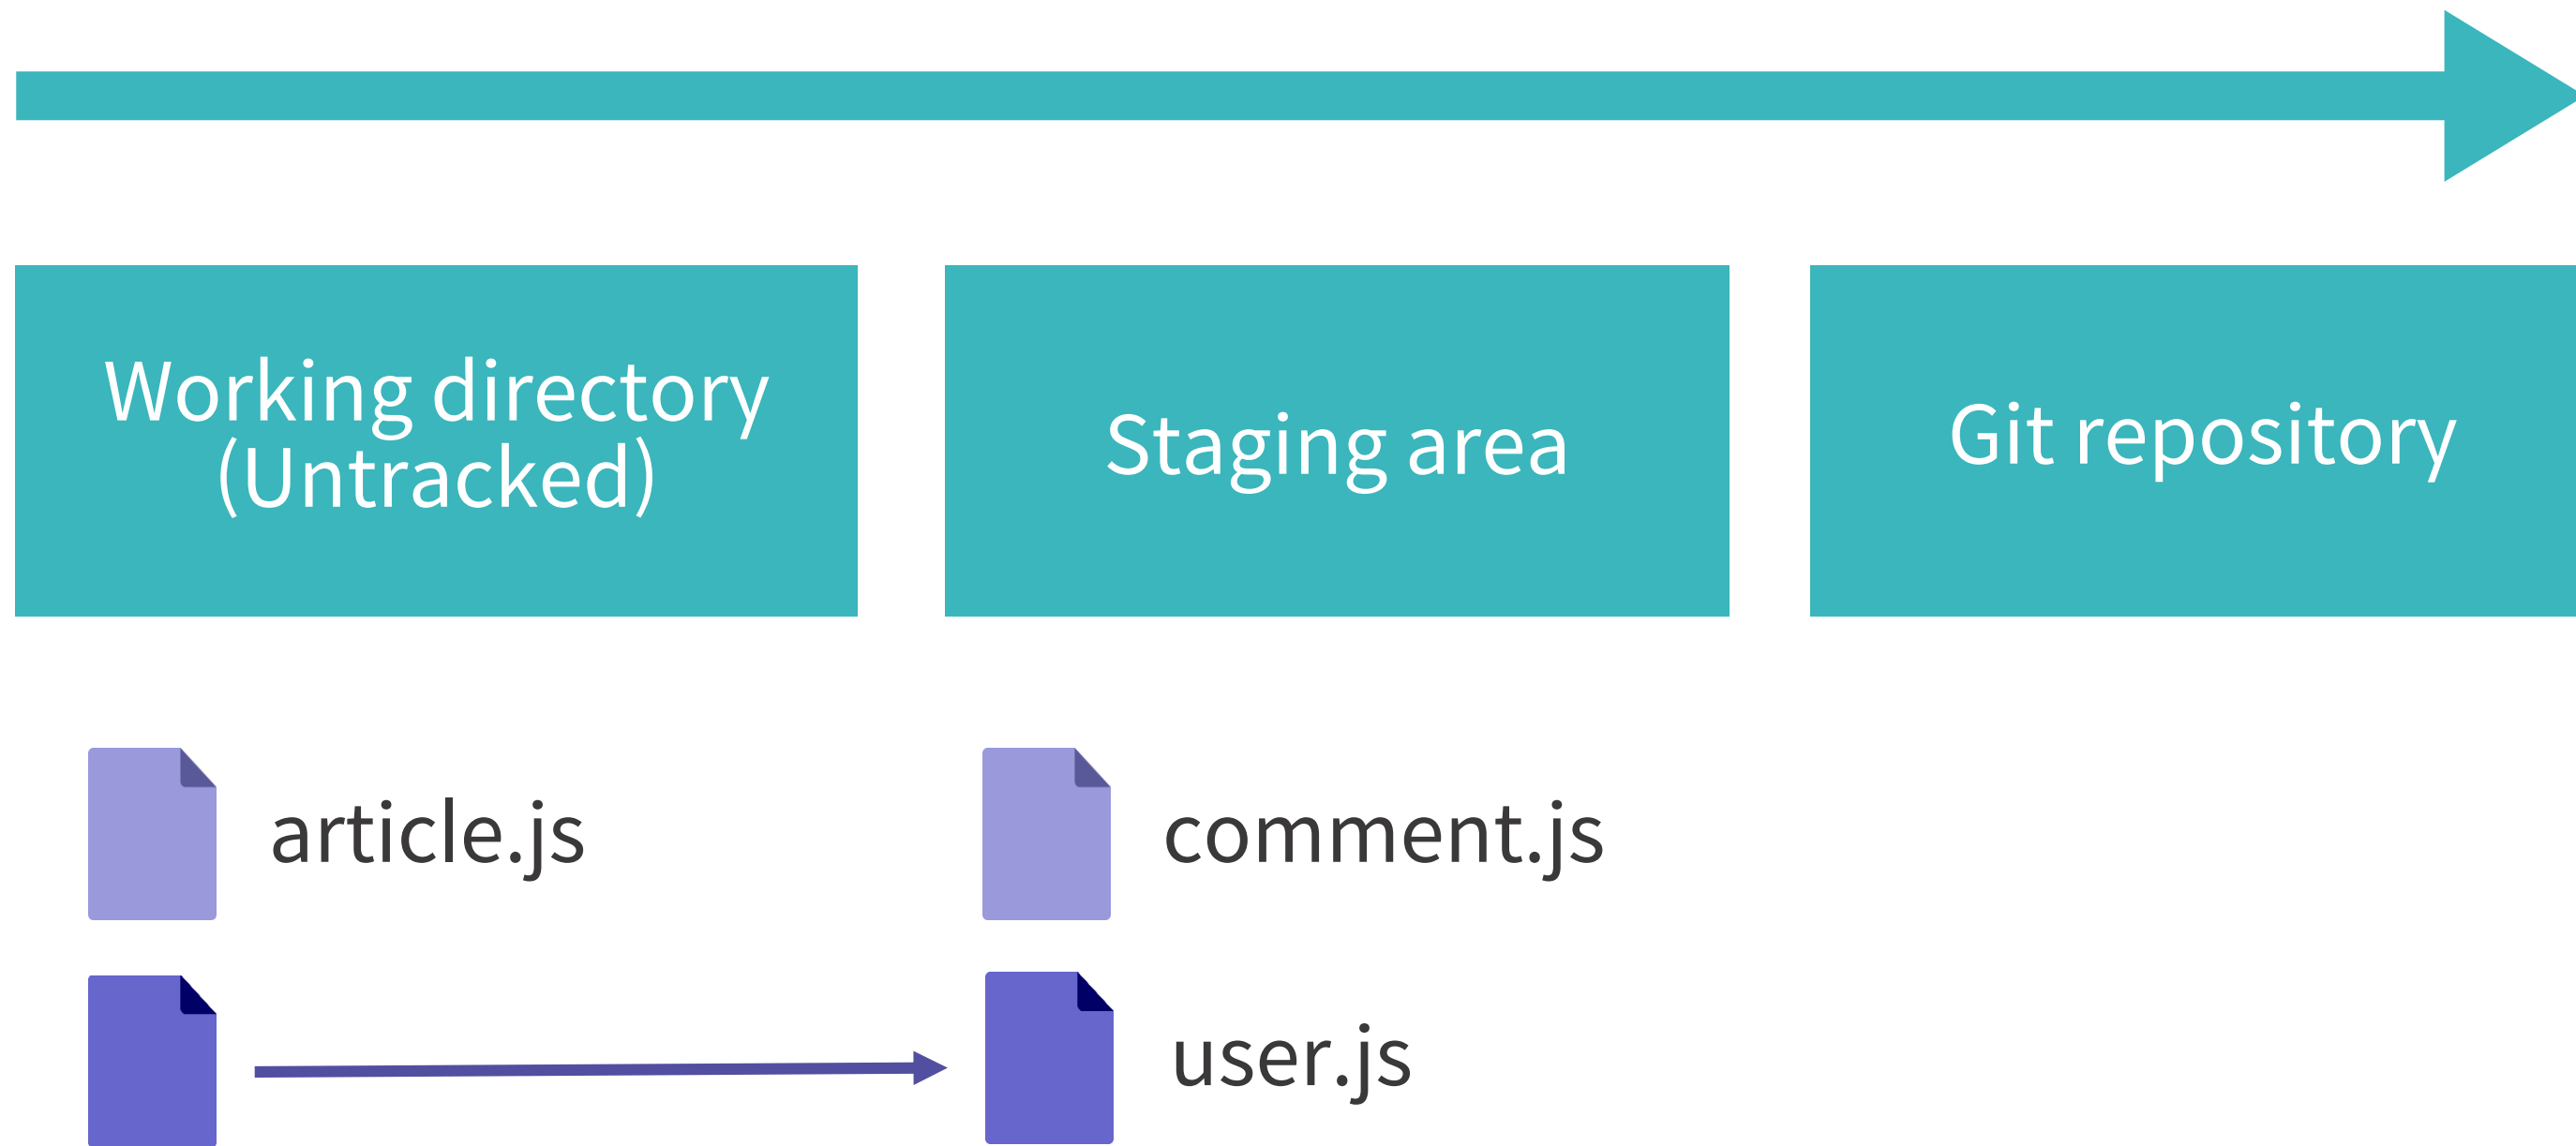 Working directory
(Untracked)
Staging area
Git repository
article.js
comment.js
user.js